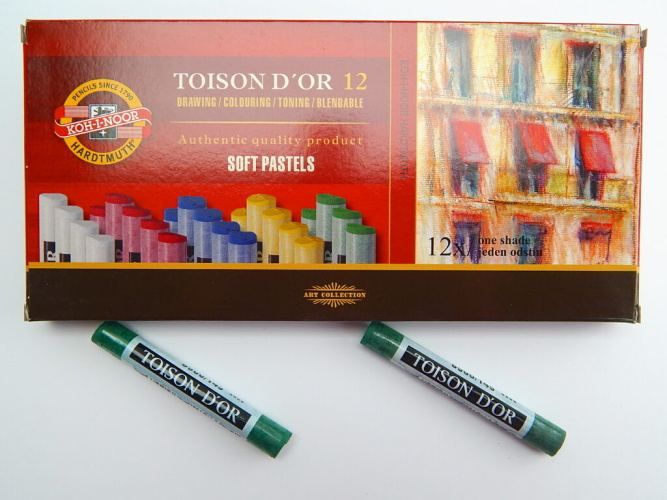 TOISON D'OR 12
DRAWING / COLOURING / TONING / BLENDABLE
Authentic quality product
SOFT PASTELS
PENCILS SINCE 1790
KOH-I-NOOR
HARDTMUTH
12x
one shade
jeden odstín
ART COLLECTION
TOISON D'OR
TOISON D'OR